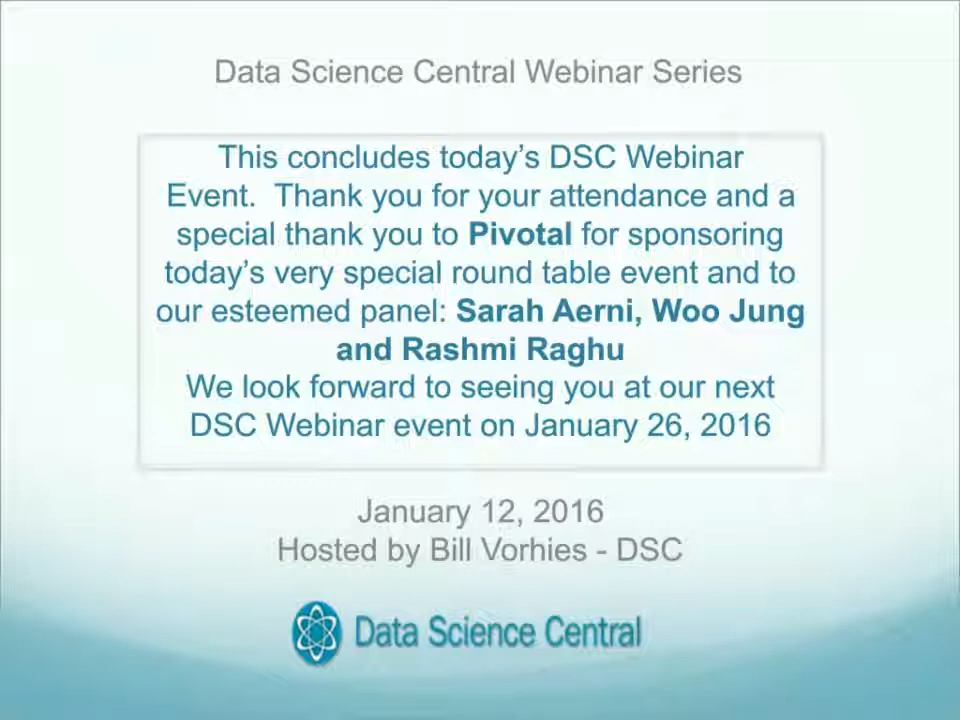 Data Science Central Webinar Series
This concludes today’s DSC Webinar
Event.  Thank you for your attendance and a
special thank you to Pivotal for sponsoring
today’s very special round table event and to
our esteemed panel: Sarah Aerni, Woo Jung
and Rashmi Raghu
We look forward to seeing you at our next
DSC Webinar event on January 26, 2016
January 12, 2016
Hosted by Bill Vorhies - DSC
Data Science Central